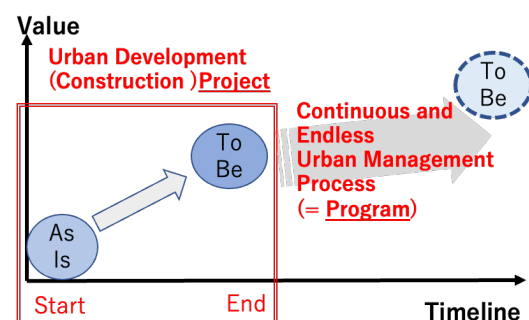 Value
Urban Development
(Construction )Project
To
Be
As
Is
Start
End
Continuous and
Endless
Urban Management
Process
(= Program)
To
Be
Timeline